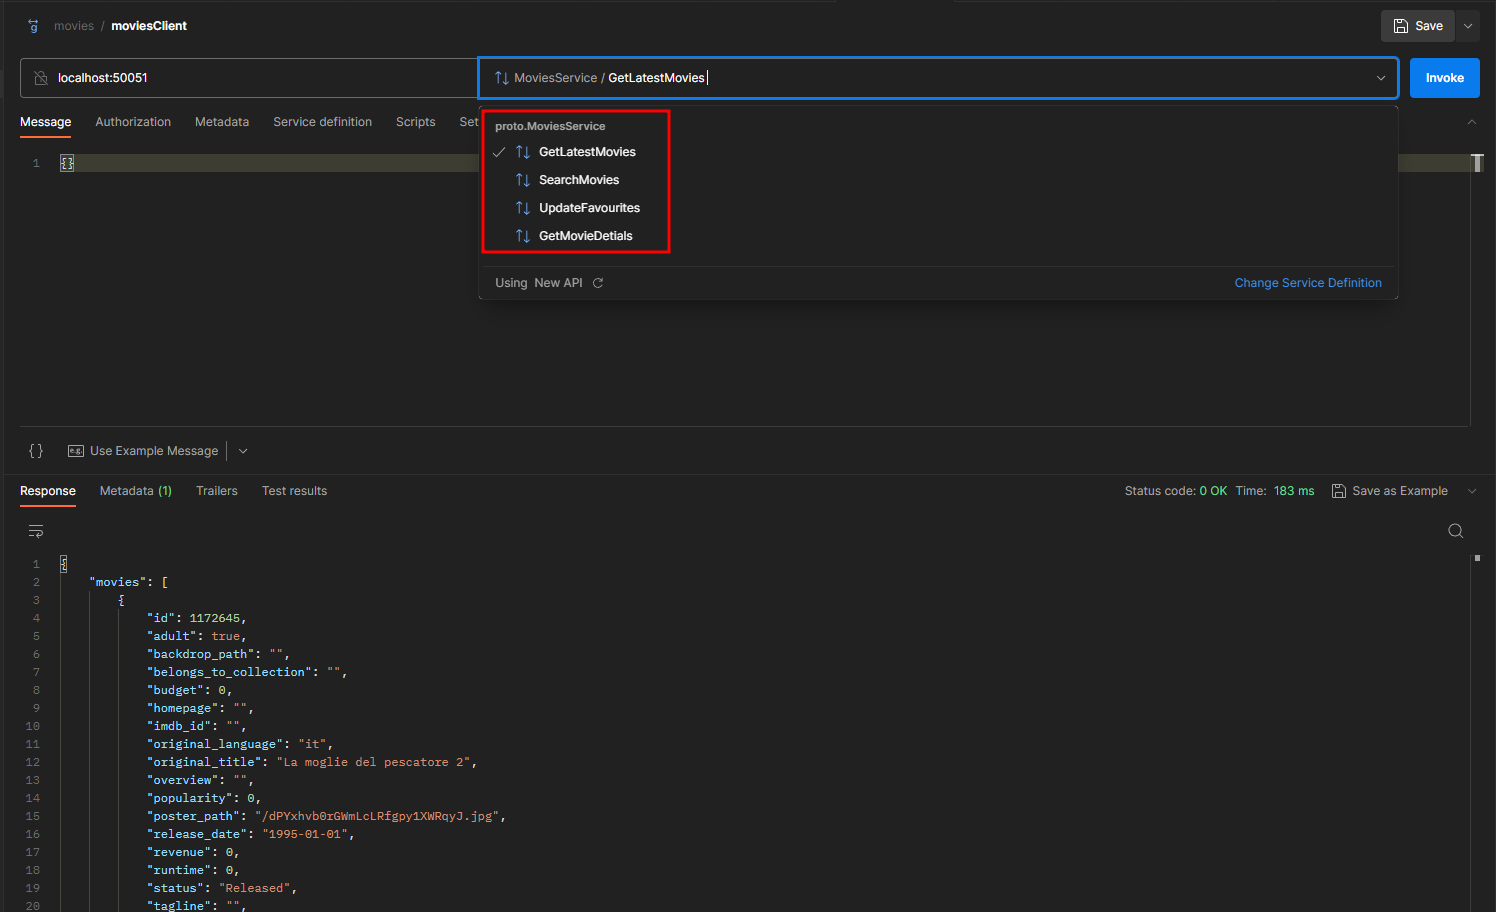 movies / moviesClient
Save
localhost:50051
MoviesService / GetLatestMovies
Invoke
Message Authorization Metadata Service definition Scripts Set
proto.MoviesService
GetLatestMovies
SearchMovies
UpdateFavourites
GetMovieDetials
Using New API
Change Service Definition
1 {}
{} e.g. Use Example Message
Response Metadata (1) Trailers Test results
Status code: 0 OK Time: 183 ms Save as Example
1 {
2 "movies": [
3 {
4 "id": 1172645,
5 "adult": true,
6 "backdrop_path": "",
7 "belongs_to_collection": "",
8 "budget": 0,
9 "homepage": "",
10 "imdb_id": "",
11 "original_language": "it",
12 "original_title": "La moglie del pescatore 2",
13 "overview": "",
14 "popularity": 0,
15 "poster_path": "/dPYxhvb0rGWmLcLRfgpy1XWRqyJ.jpg",
16 "release_date": "1995-01-01",
17 "revenue": 0,
18 "runtime": 0,
19 "status": "Released",
20 "tagline": "",